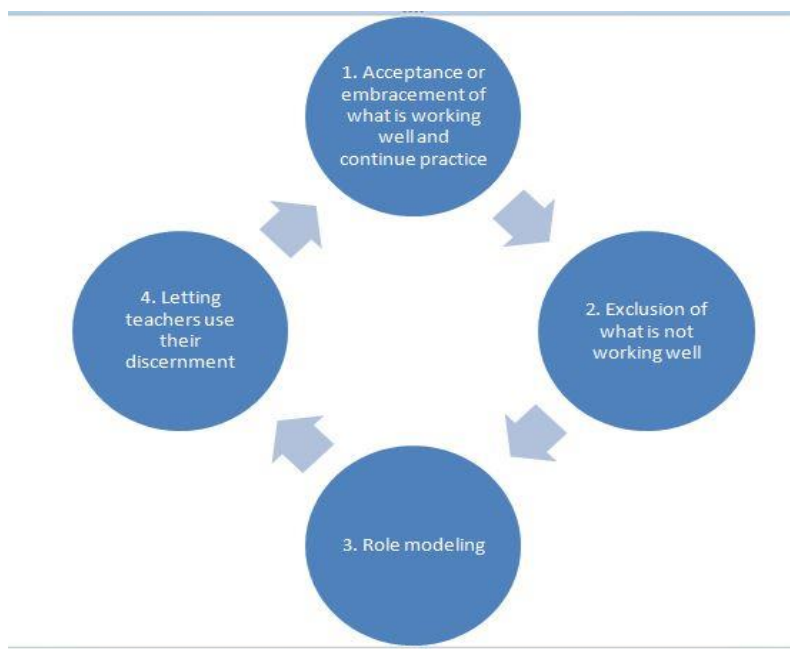 1. Acceptance or
embracement of
what is working
well and
continue practice
2. Exclusion of
what is not
working well
3. Role modeling
4. Letting
teachers use
their
discernment